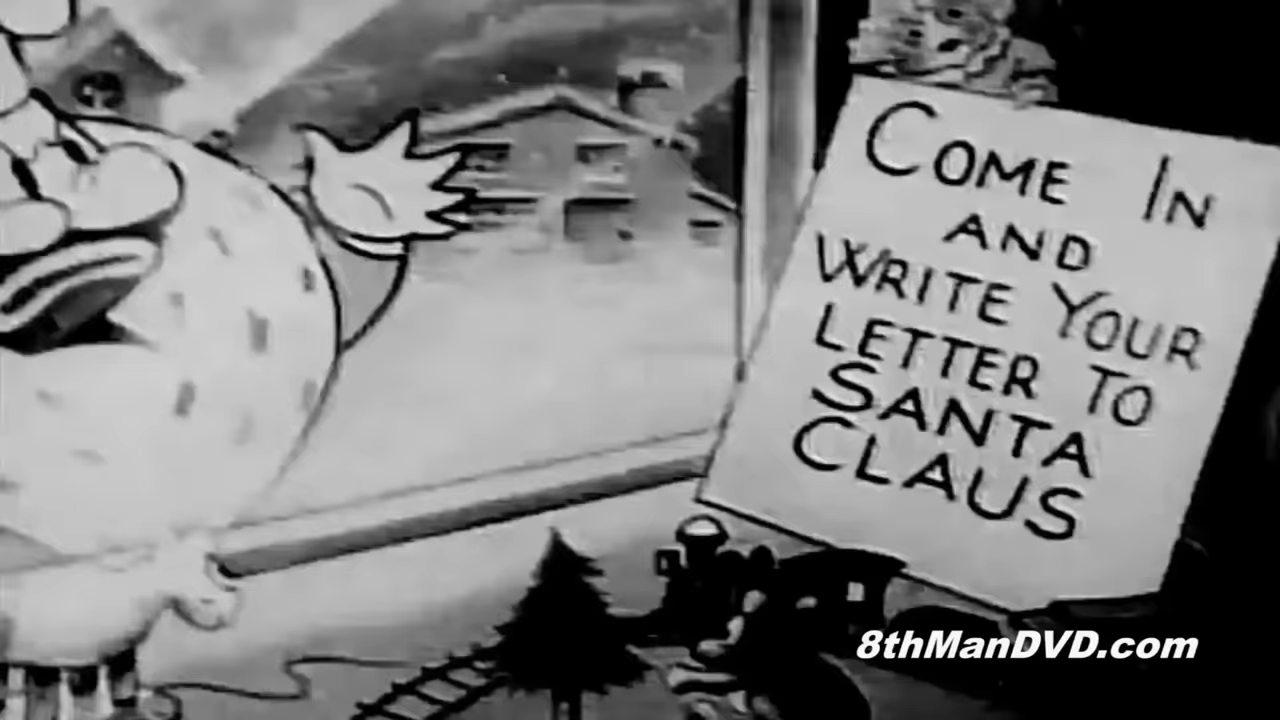 COME IN
AND
WRITE YOUR
LETTER TO
SANTA
CLAUS
8thManDVD.com